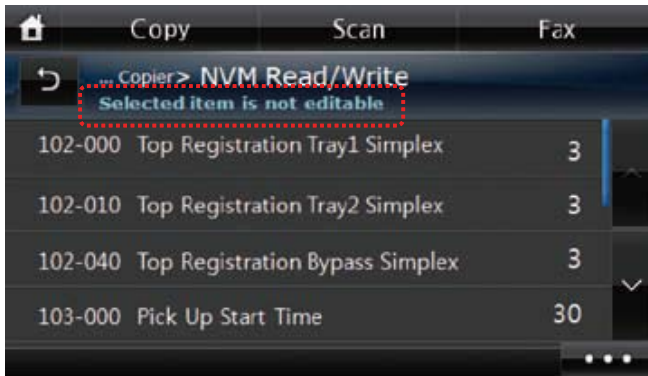 Copy Scan Fax
... Copier> NVM Read/Write
Selected item is not editable
102-000 Top Registration Tray1 Simplex 3
102-010 Top Registration Tray2 Simplex 3
102-040 Top Registration Bypass Simplex 3
103-000 Pick Up Start Time 30